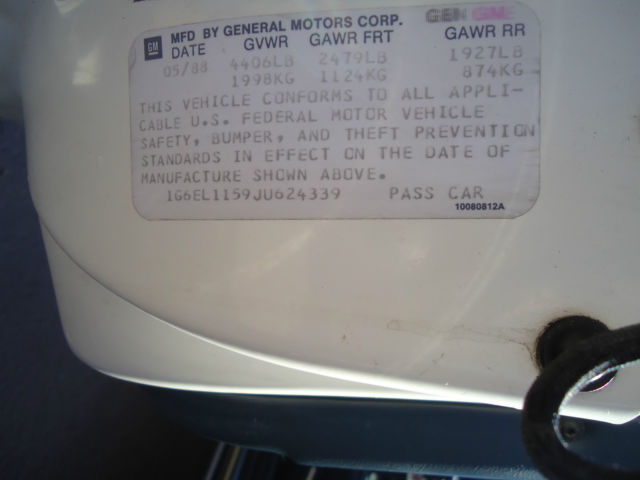 MFD BY GENERAL MOTORS CORP. GEN GME
GM DATE GVWR GAWR FRT GAWR RR
05/88 4406LB 2479LB 1927LB
1998KG 1124KG 874KG
THIS VEHICLE CONFORMS TO ALL APPLI-
CABLE U.S. FEDERAL MOTOR VEHICLE
SAFETY, BUMPER, AND THEFT PREVENTION
STANDARDS IN EFFECT ON THE DATE OF
MANUFACTURE SHOWN ABOVE.
1G6EL1159JU624339 PASS CAR
10080812A